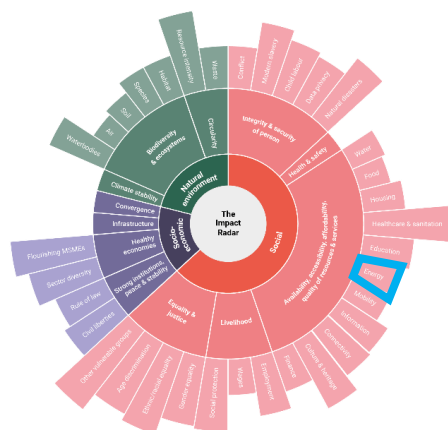 The
Impact
Radar
Social
Integrity & security
of person
Conflict
Modern slavery
Child labour
Data privacy
Natural disasters
Health & safety
Availability, accessibility, affordability,
quality of resources & services
Water
Food
Housing
Healthcare & sanitation
Education
Energy
Mobility
Information
Connectivity
Culture & heritage
Finance
Livelihood
Employment
Wages
Social protection
Equality &
justice
Gender equality
Ethnic/racial equality
Age discrimination
Other vulnerable groups
Socio-
economic
Strong institutions,
peace & stability
Civil liberties
Rule of law
Healthy
economies
Sector diversity
Flourishing MSMEs
Infrastructure
Convergence
Natural
environment
Climate stability
Biodiversity
& ecosystems
Waterbodies
Air
Soil
Species
Habitat
Circularity
Resource intensity
Waste